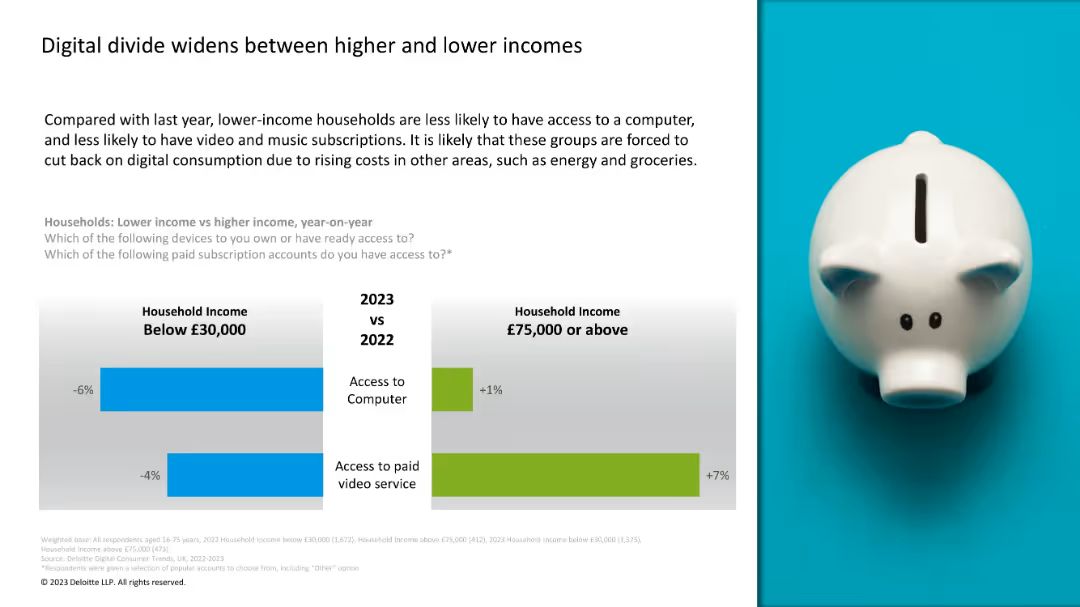 Digital divide widens between higher and lower incomes
Compared with last year, lower-income households are less likely to have access to a computer,
and less likely to have video and music subscriptions. It is likely that these groups are forced to
cut back on digital consumption due to rising costs in other areas, such as energy and groceries.
Households: Lower income vs higher income, year-on-year
Which of the following devices to you own or have ready access to?
Which of the following paid subscription accounts do you have access to?*
Household Income
Below £30,000
2023
vs
2022
Household Income
£75,000 or above
-6%
Access to
Computer
+1%
-4%
Access to paid
video service
+7%
Weighted base: All respondents aged 16-75 years, 2022 Household Income below £30,000 (1,672), Household Income above £75,000 (412), 2023 Household Income below £30,000 (1,375),
Household Income above £75,000 (473)
Source: Deloitte Digital Consumer Trends, UK, 2022-2023
*Respondents were given a selection of popular accounts to choose from, including "Other" option
© 2023 Deloitte LLP. All rights reserved.